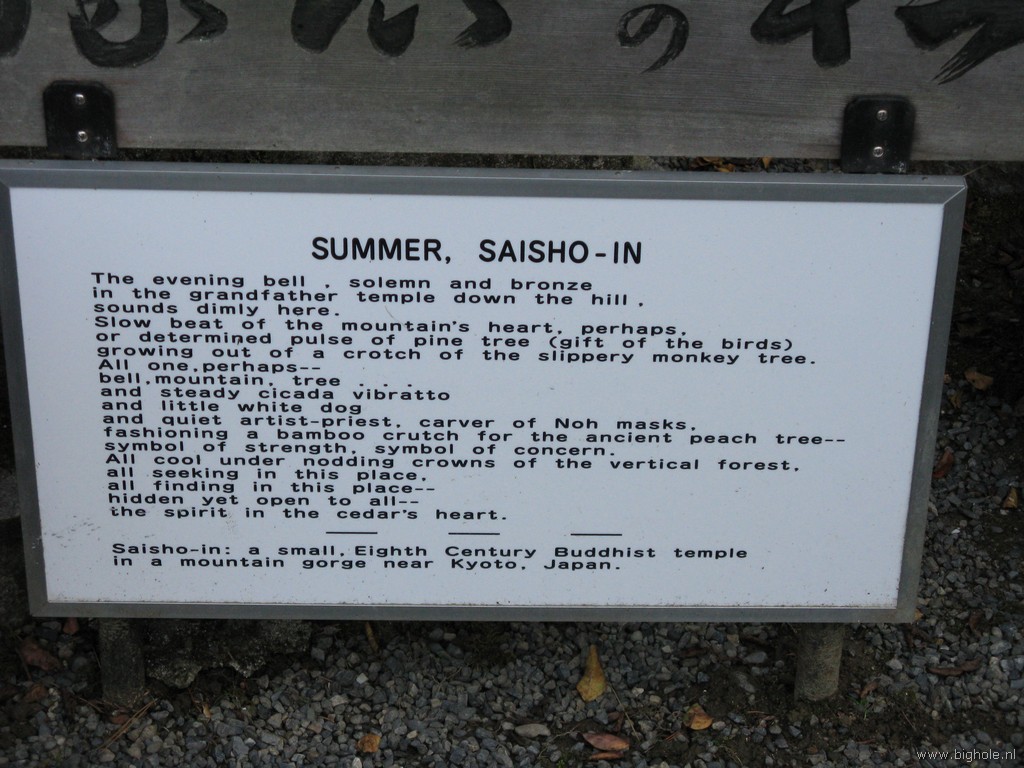 の
SUMMER, SAISHO-IN
The evening bell , solemn and bronze
in the grandfather temple down the hill ,
sounds dimly here.
Slow beat of the mountain's heart, perhaps,
or determined pulse of pine tree (gift of the birds)
growing out of a crotch of the slippery monkey tree.
All one,perhaps--
bell,mountain, tree . . .
and steady cicada vibratto
and little white dog
and quiet artist-priest, carver of Noh masks,
fashioning a bamboo crutch for the ancient peach tree--
symbol of strength, symbol of concern.
All cool under nodding crowns of the vertical forest,
all seeking in this place,
all finding in this place--
hidden yet open to all--
the spirit in the cedar's heart.
Saisho-in: a small, Eighth Century Buddhist temple
in a mountain gorge near Kyoto, Japan.
www.bighole.nl